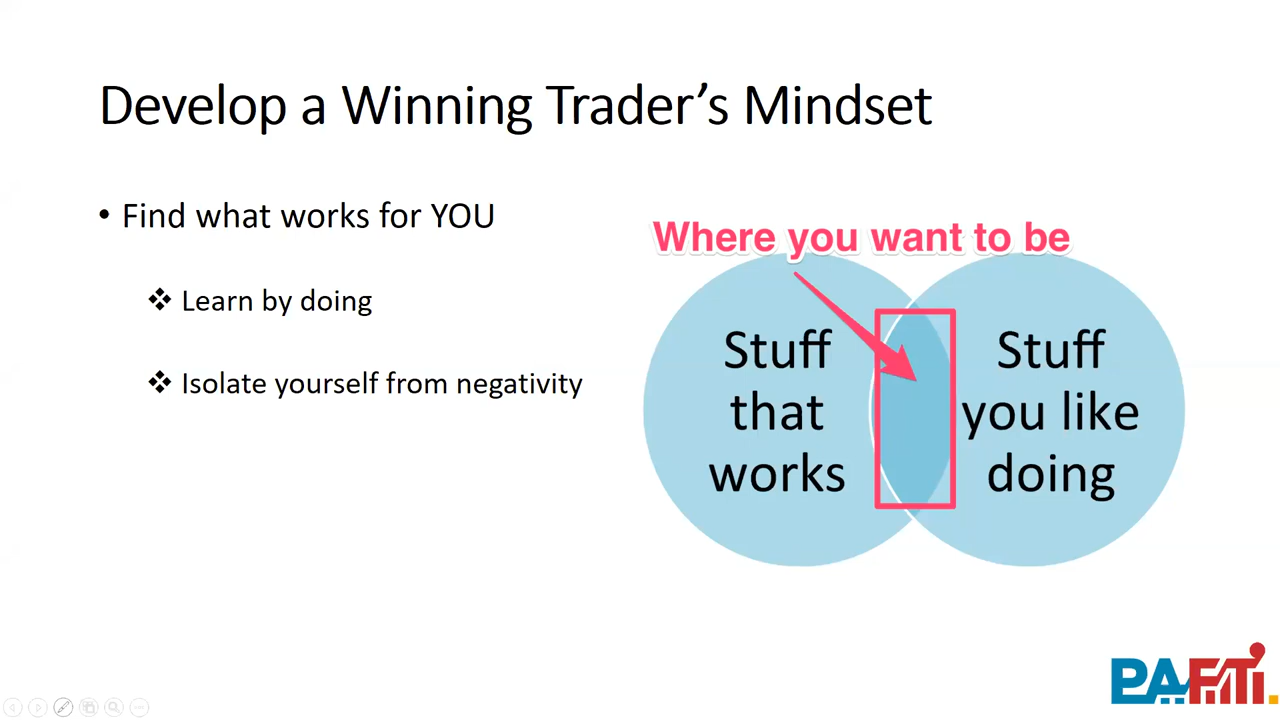 Develop a Winning Trader’s Mindset
• Find what works for YOU
❖ Learn by doing
❖ Isolate yourself from negativity
Where you want to be
Stuff
that
works
Stuff
you like
doing
PAFTI.